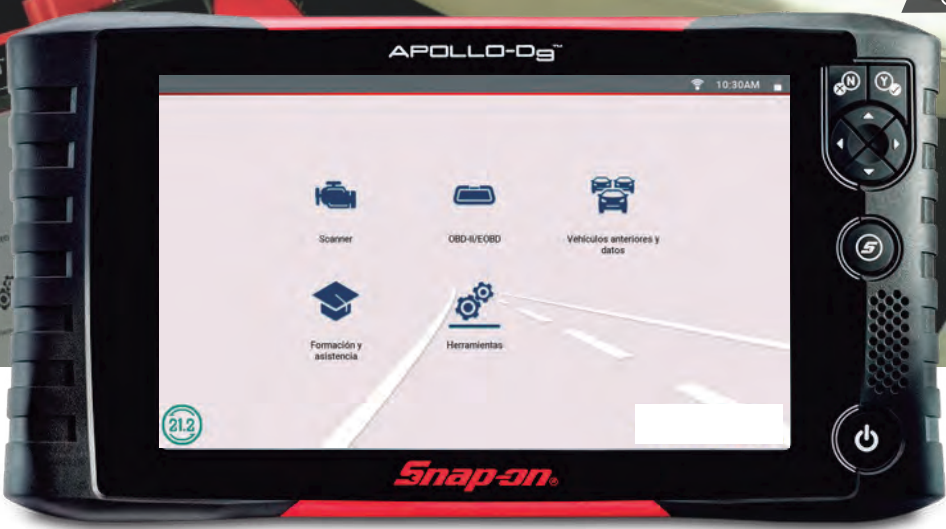 APOLLO-D9™
10:30AM
N
Y
Scanner
OBD-II/EOBD
Vehículos anteriores y
datos
S
Formación y
asistencia
Herramientas
21.2
Snap-on®